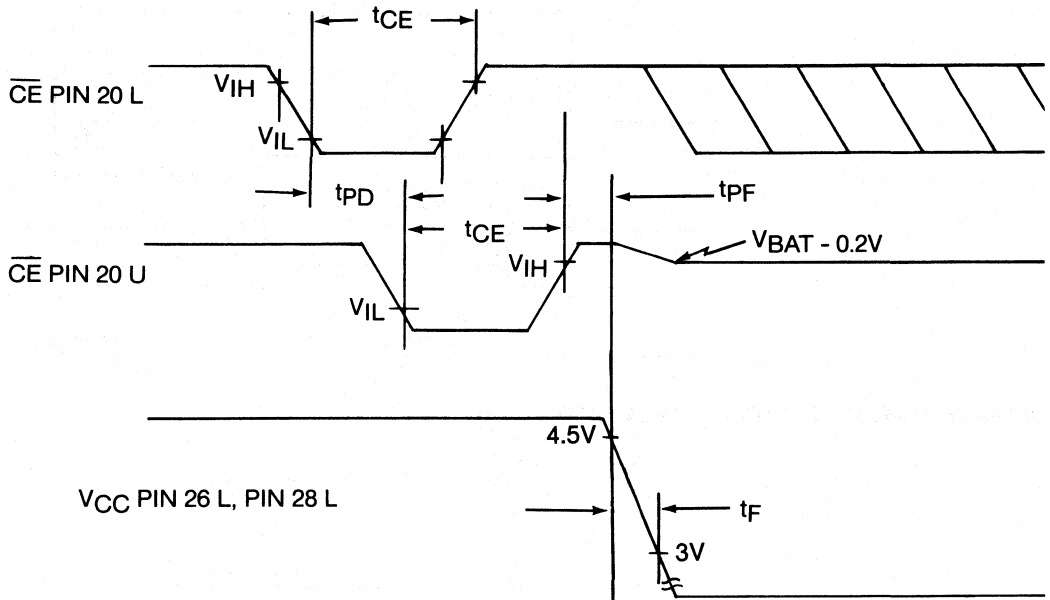 tCE
CE PIN 20 L
VIH
VIL
tPD
tPF
tCE
VBAT - 0.2V
CE PIN 20 U
VIH
VIL
4.5V
VCC PIN 26 L, PIN 28 L
tF
3V